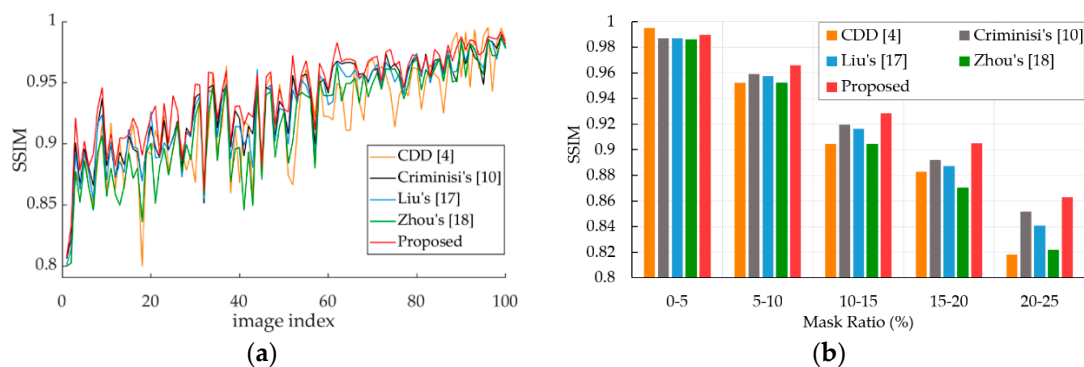 1
0.95
0.9
0.85
0.8
SSIM
CDD [4]
Criminisi's [10]
Liu's [17]
Zhou's [18]
Proposed
0 20 40 60 80 100
image index
(a)
1
0.98
0.96
0.94
0.92
0.9
0.88
0.86
0.84
0.82
0.8
SSIM
CDD [4] Criminisi's [10]
Liu's [17] Zhou's [18]
Proposed
0-5 5-10 10-15 15-20 20-25
Mask Ratio (%)
(b)